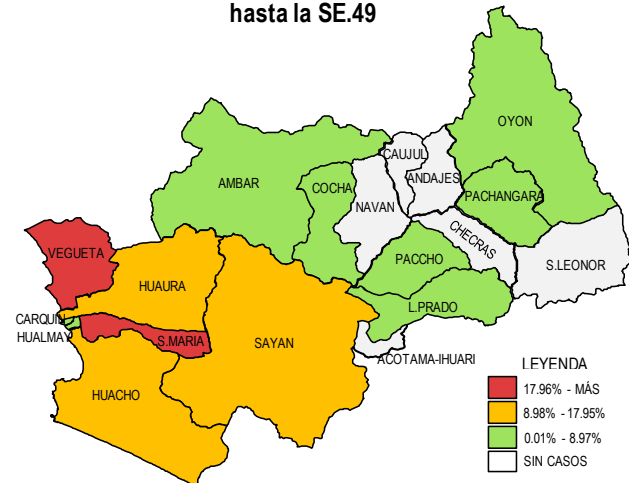 hasta la SE.49
OYON
CAUJUL
ANDAJES
AMBAR
COCHA
PACHANGARA
NAVAN
CHECRAS
VEGUETA
PACCHO
S.LEONOR
HUAURA
L.PRADO
CARQUIN
HUALMAY
S.MARIA
SAYAN
ACOTAMA-IHUARI
HUACHO
LEYENDA
17.96% - MÁS
8.98% - 17.95%
0.01% - 8.97%
SIN CASOS